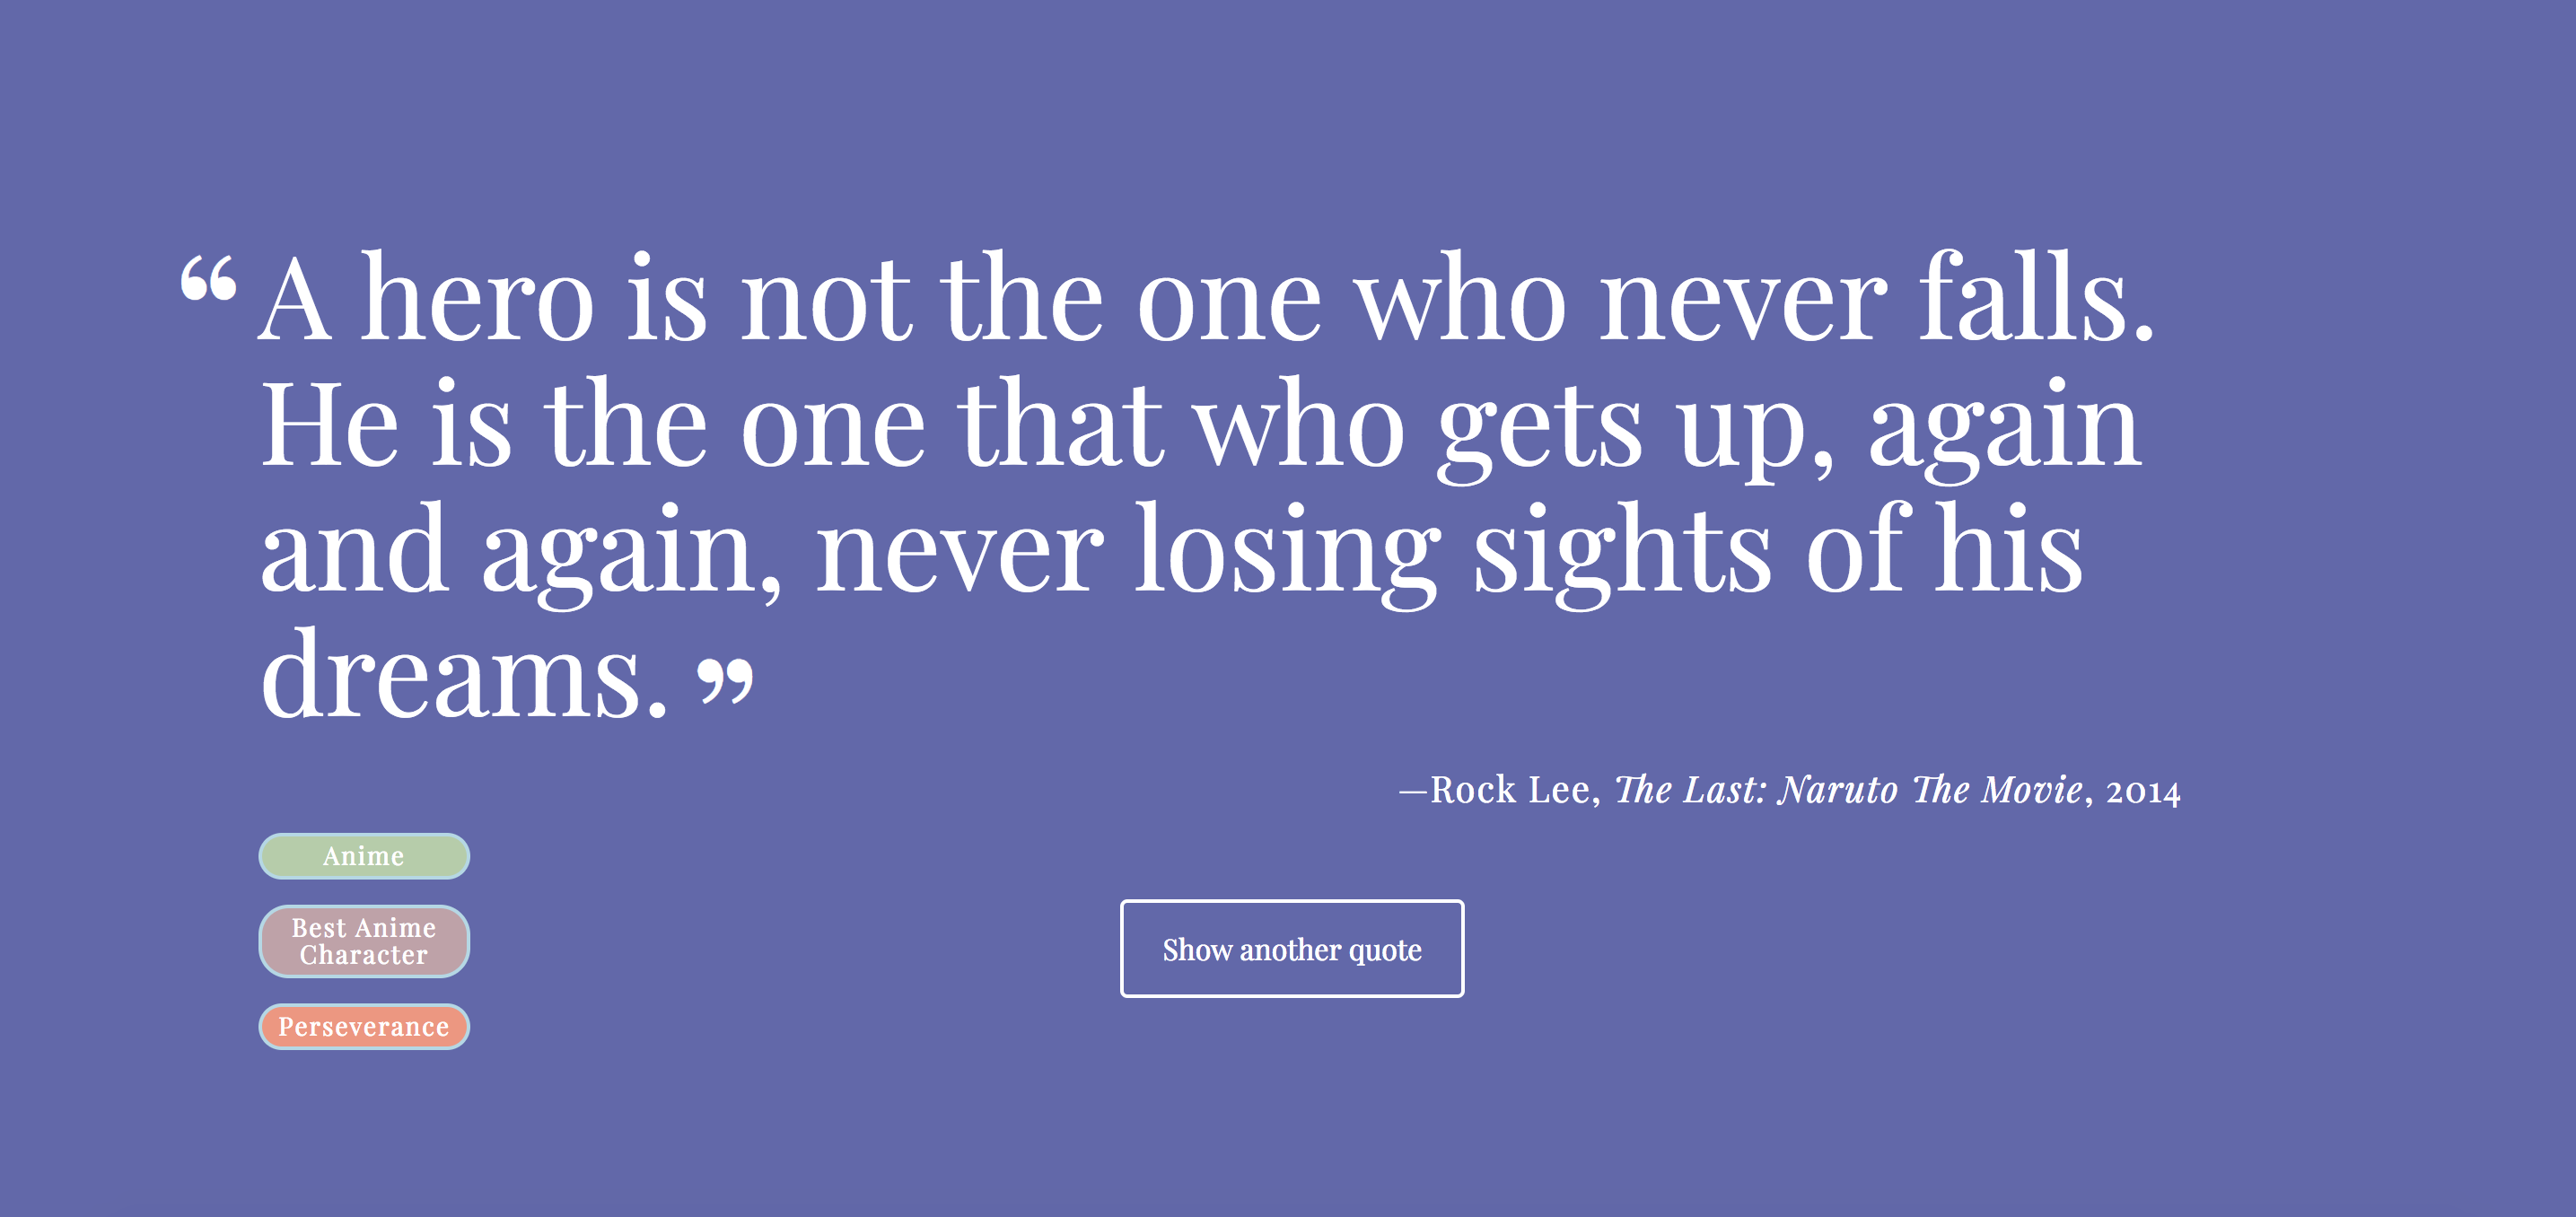 “A hero is not the one who never falls.
He is the one that who gets up, again
and again, never losing sights of his
dreams. ”
—Rock Lee, The Last: Naruto The Movie, 2014
Anime
Best Anime
Character
Perseverance
Show another quote